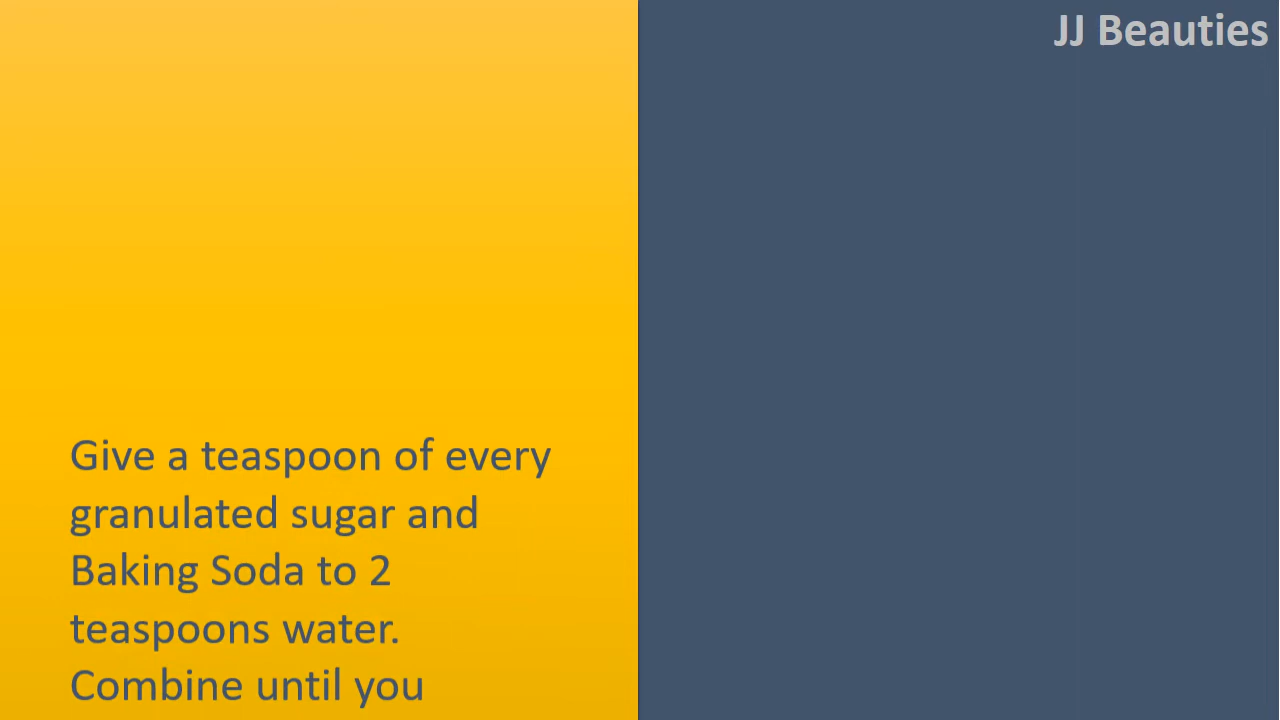 JJ Beauties
Give a teaspoon of every
granulated sugar and
Baking Soda to 2
teaspoons water.
Combine until you